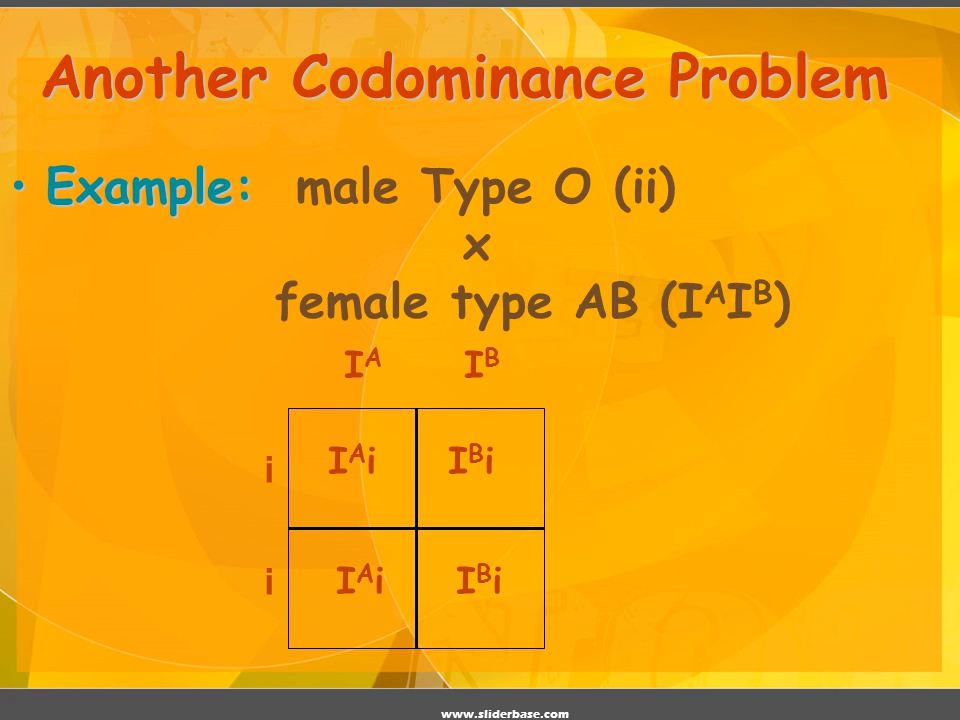 Another Codominance Problem
• Example: male Type O (ii)
x
female type AB (IᴬIᴮ)
Iᴬ Iᴮ
i Iᴬi Iᴮi
i Iᴬi Iᴮi
www.sliderbase.com